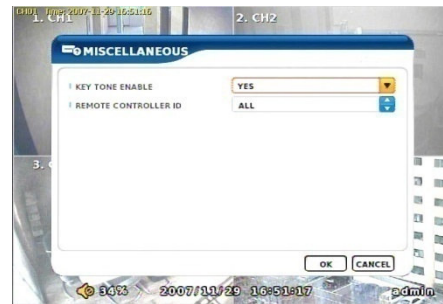 CH01 Time: 2007-11-29 16:51:16
1. CH1
2. CH2
MISCELLANEOUS
KEY TONE ENABLE
YES
REMOTE CONTROLLER ID
ALL
3.
OK
CANCEL
34% 2007/11/29 16:51:17 admin